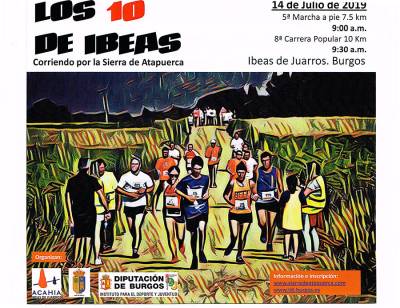 LOS 10
DE IBEAS
Corriendo por la Sierra de Atapuerca
14 de Julio de 2019
5ª Marcha a pie 7.5 km
9:00 a.m.
8ª Carrera Popular 10 Km
9:30 a.m.
Ibeas de Juarros. Burgos
Organizan:
ACAHIA
DIPUTACIÓN
DE BURGOS
INSTITUTO PARA EL DEPORTE Y JUVENTUD
Información e inscripción: